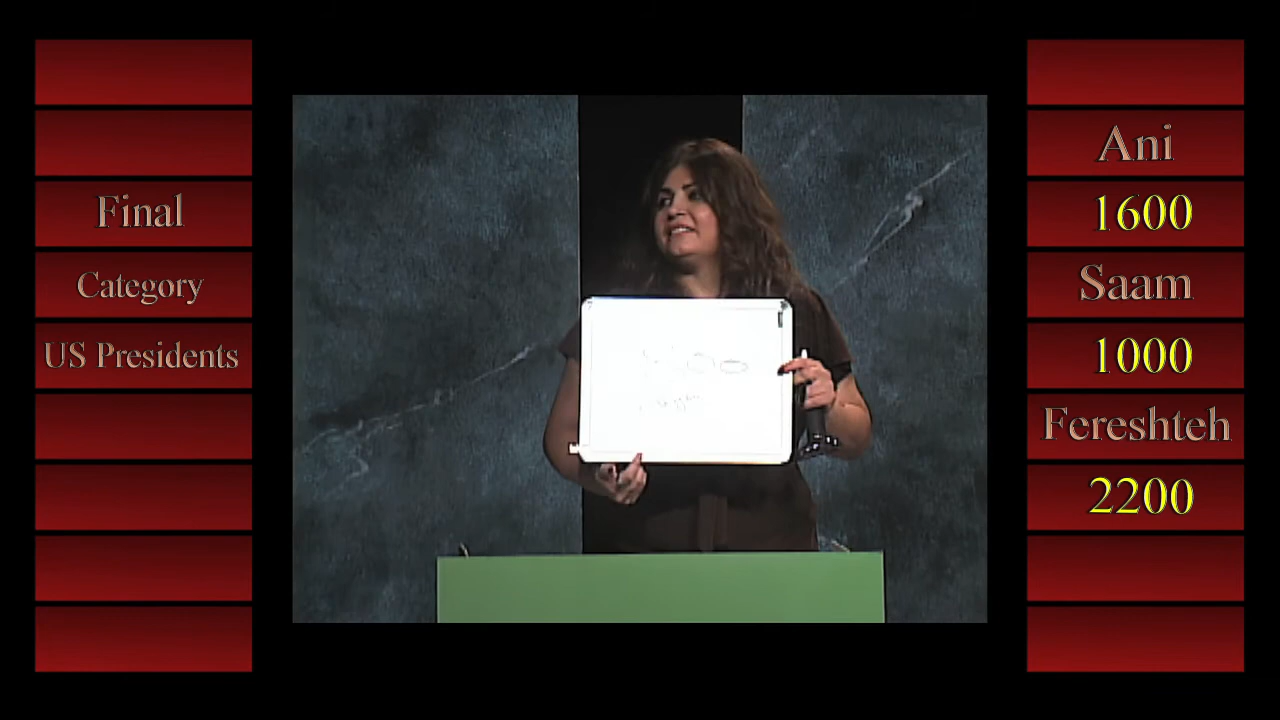 Final
Category
US Presidents
Ani
1600
Saam
1000
Fereshteh
2200